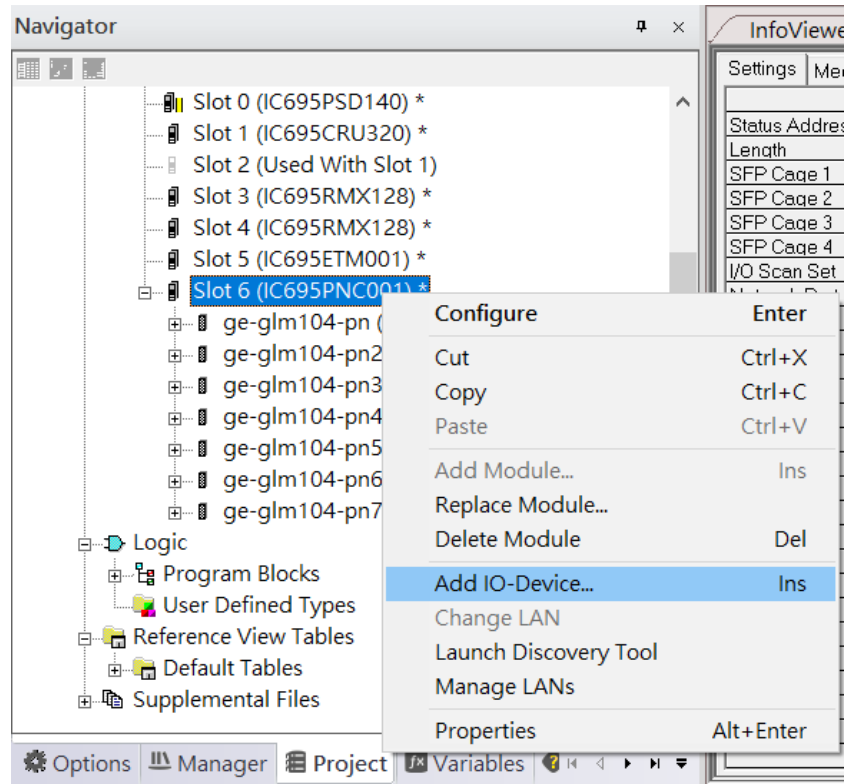 Navigator
InfoViewe
Settings
Slot 0 (IC695PSD140) *
Slot 1 (IC695CRU320) *
Slot 2 (Used With Slot 1)
Slot 3 (IC695RMX128) *
Slot 4 (IC695RMX128) *
Slot 5 (IC695ETM001) *
Slot 6 (IC695PNC001) *
ge-glm104-pn (
ge-glm104-pn2
ge-glm104-pn3
ge-glm104-pn4
ge-glm104-pn5
ge-glm104-pn6
ge-glm104-pn7
Logic
Program Blocks
User Defined Types
Reference View Tables
Default Tables
Supplemental Files
Options Manager Project Variables
Configure Enter
Cut Ctrl+X
Copy Ctrl+C
Paste Ctrl+V
Add Module... Ins
Replace Module...
Delete Module Del
Add IO-Device... Ins
Change LAN
Launch Discovery Tool
Manage LANs
Properties Alt+Enter
Status Addres
Length
SFP Cage 1
SFP Cage 2
SFP Cage 3
SFP Cage 4
I/O Scan Set